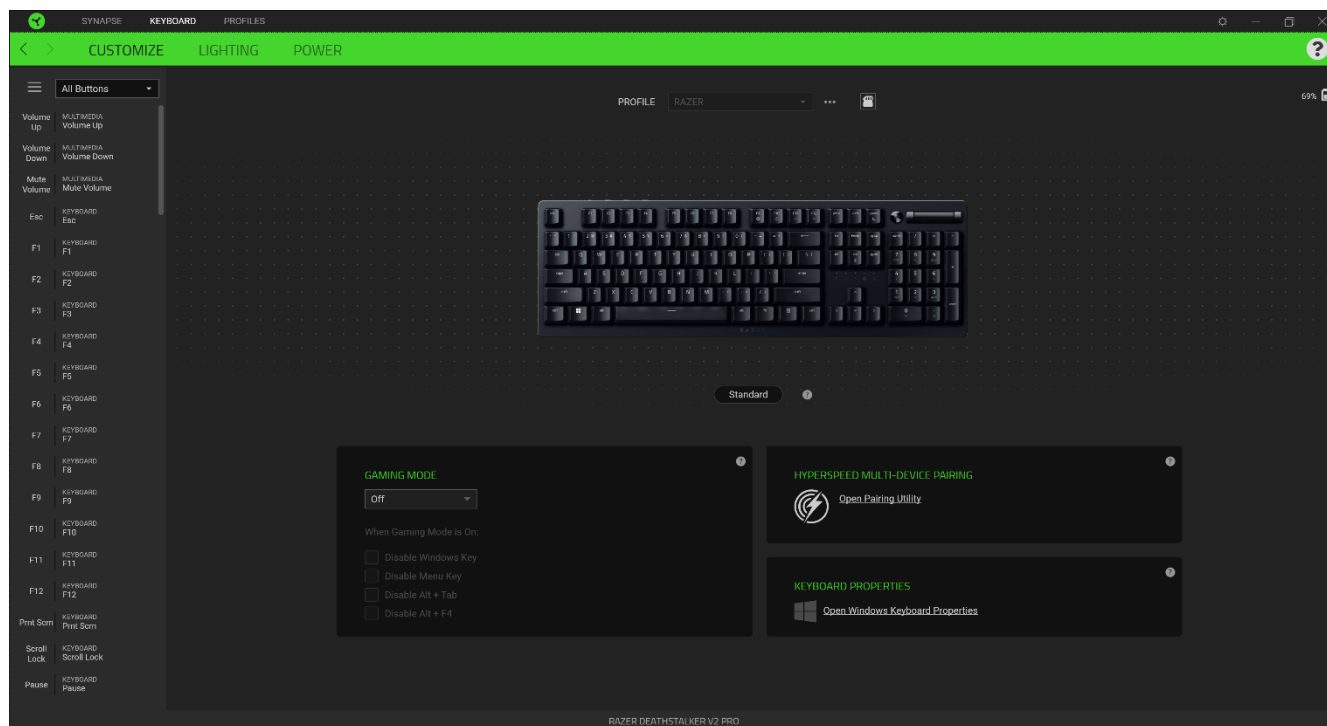 SYNAPSE KEYBOARD PROFILES
CUSTOMIZE LIGHTING POWER
?
All Buttons
PROFILE RAZER
69%
Volume Up MULTIMEDIA
Volume Up
Volume Down MULTIMEDIA
Volume Down
Mute Volume MULTIMEDIA
Mute Volume
Esc KEYBOARD
Esc
F1 KEYBOARD
F1
F2 KEYBOARD
F2
F3 KEYBOARD
F3
F4 KEYBOARD
F4
F5 KEYBOARD
F5
F6 KEYBOARD
F6
F7 KEYBOARD
F7
F8 KEYBOARD
F8
F9 KEYBOARD
F9
F10 KEYBOARD
F10
F11 KEYBOARD
F11
F12 KEYBOARD
F12
Prnt Scrn KEYBOARD
Prnt Scrn
Scroll Lock KEYBOARD
Scroll Lock
Pause KEYBOARD
Pause
Standard ?
GAMING MODE ?
Off
When Gaming Mode is On:
Disable Windows Key
Disable Menu Key
Disable Alt + Tab
Disable Alt + F4
HYPERSPEED MULTI-DEVICE PAIRING ?
Open Pairing Utility
KEYBOARD PROPERTIES ?
Open Windows Keyboard Properties
RAZER DEATHSTALKER V2 PRO